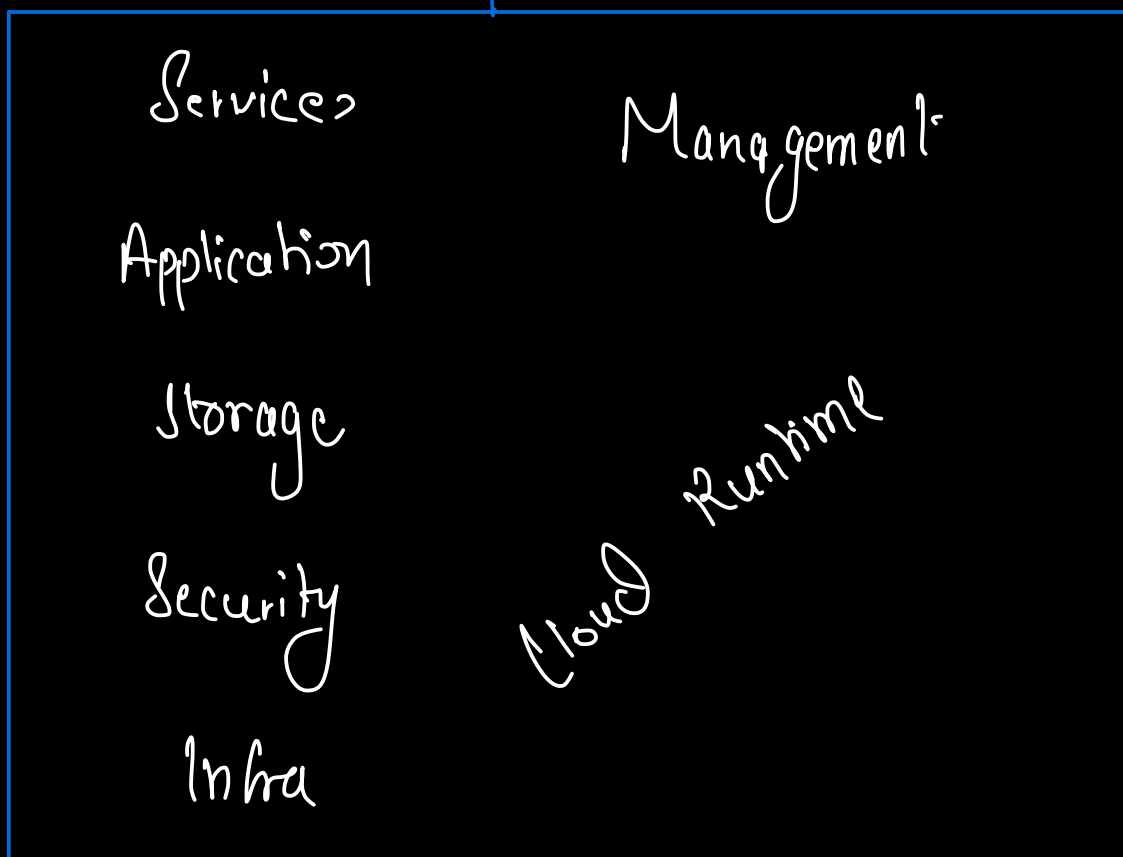 Services
Management
Application
Storage
Cloud Runtime
Security
Infra